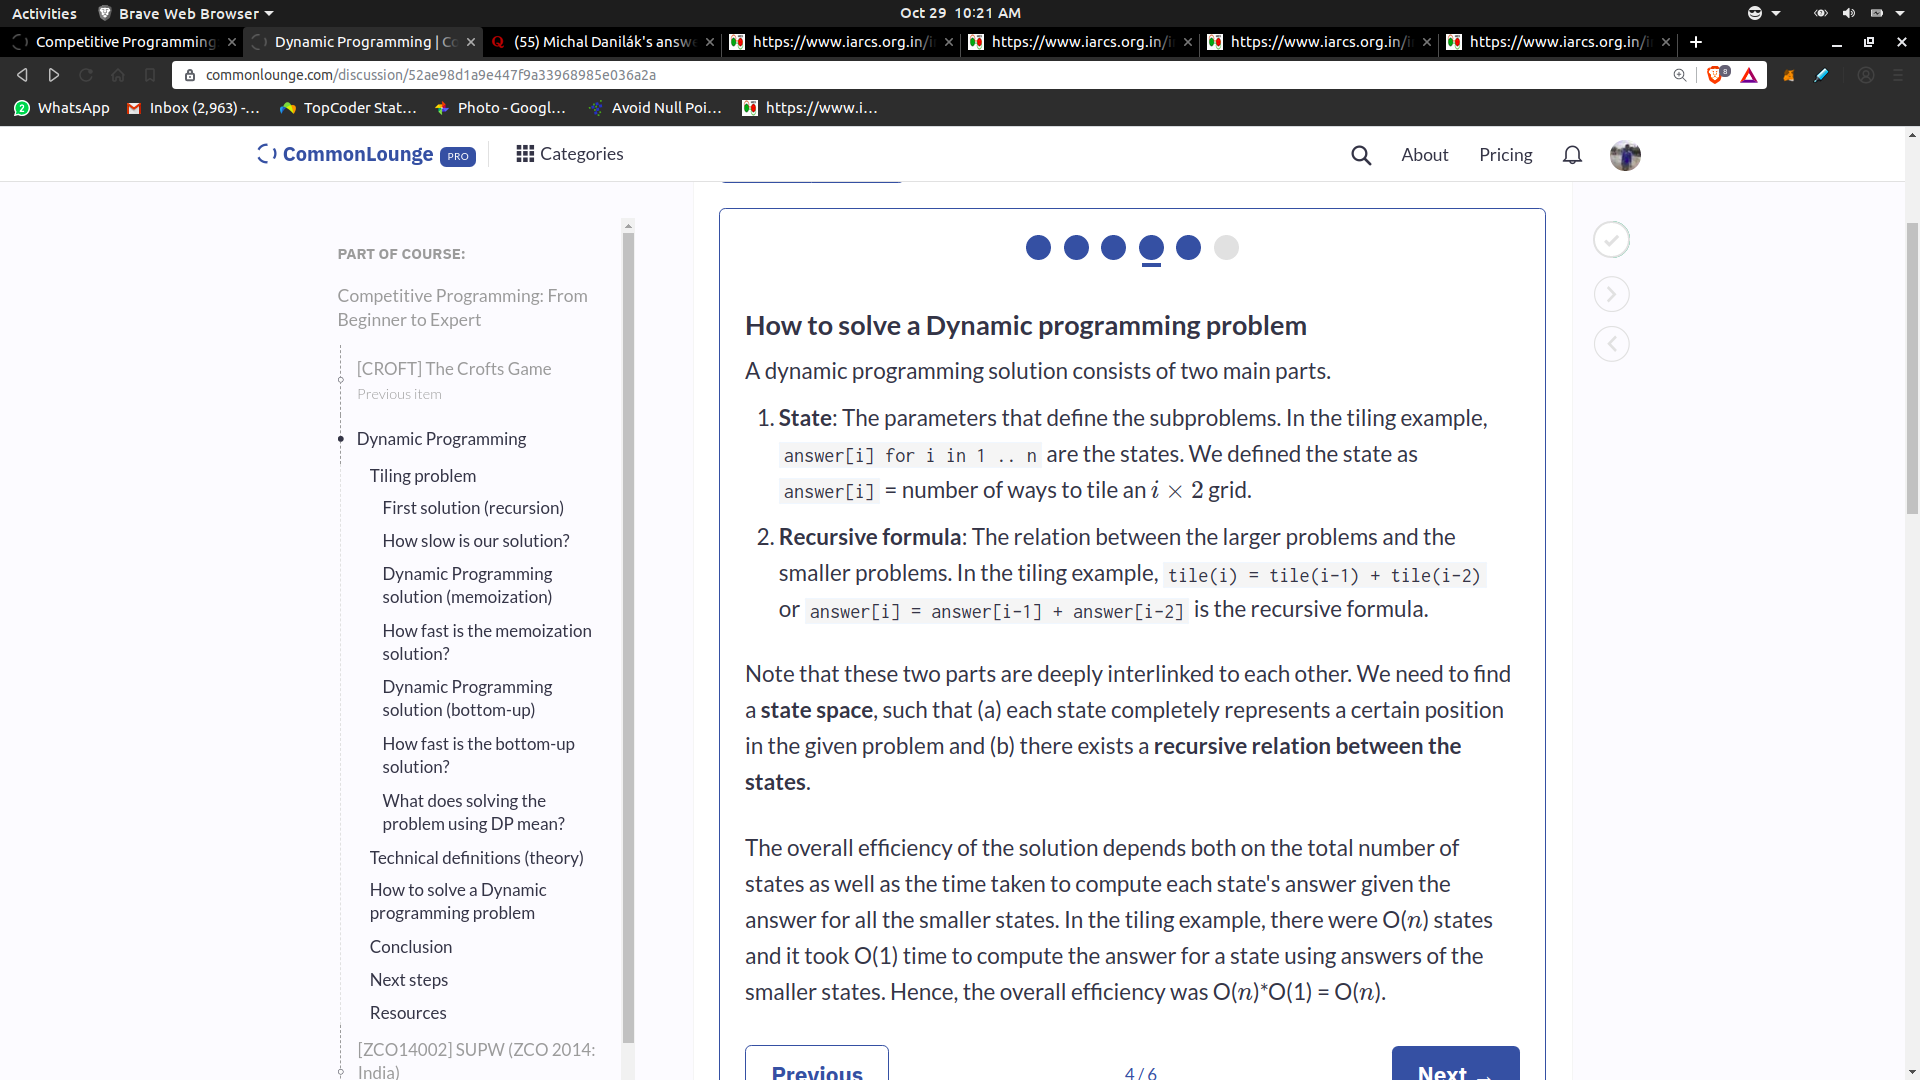 Activities
Brave Web Browser
Oct 29 10:21 AM
Competitive Programming
Dynamic Programming | Co
(55) Michal Danilák's answ
https://www.iarcs.org.in/i
https://www.iarcs.org.in/i
https://www.iarcs.org.in/i
https://www.iarcs.org.in/i
commonlounge.com/discussion/52ae98d1a9e447f9a33968985e036a2a
8
2
WhatsApp
Inbox (2,963) -...
TopCoder Stat...
Photo - Googl...
Avoid Null Poi...
https://www.i...
CommonLounge PRO
Categories
About
Pricing
PART OF COURSE:
Competitive Programming: From
Beginner to Expert
[CROFT] The Crofts Game
Previous item
Dynamic Programming
Tiling problem
First solution (recursion)
How slow is our solution?
Dynamic Programming
solution (memoization)
How fast is the memoization
solution?
Dynamic Programming
solution (bottom-up)
How fast is the bottom-up
solution?
What does solving the
problem using DP mean?
Technical definitions (theory)
How to solve a Dynamic
programming problem
Conclusion
Next steps
Resources
[ZCO14002] SUPW (ZCO 2014:
India)
How to solve a Dynamic programming problem
A dynamic programming solution consists of two main parts.
1. State: The parameters that define the subproblems. In the tiling example,
answer[i] for i in 1 .. n are the states. We defined the state as
answer[i] = number of ways to tile an i × 2 grid.
2. Recursive formula: The relation between the larger problems and the
smaller problems. In the tiling example, tile(i) = tile(i-1) + tile(i-2)
or answer[i] = answer[i-1] + answer[i-2] is the recursive formula.
Note that these two parts are deeply interlinked to each other. We need to find
a state space, such that (a) each state completely represents a certain position
in the given problem and (b) there exists a recursive relation between the
states.
The overall efficiency of the solution depends both on the total number of
states as well as the time taken to compute each state's answer given the
answer for all the smaller states. In the tiling example, there were O(n) states
and it took O(1) time to compute the answer for a state using answers of the
smaller states. Hence, the overall efficiency was O(n)*O(1) = O(n).
Previous
4 / 6
Next →